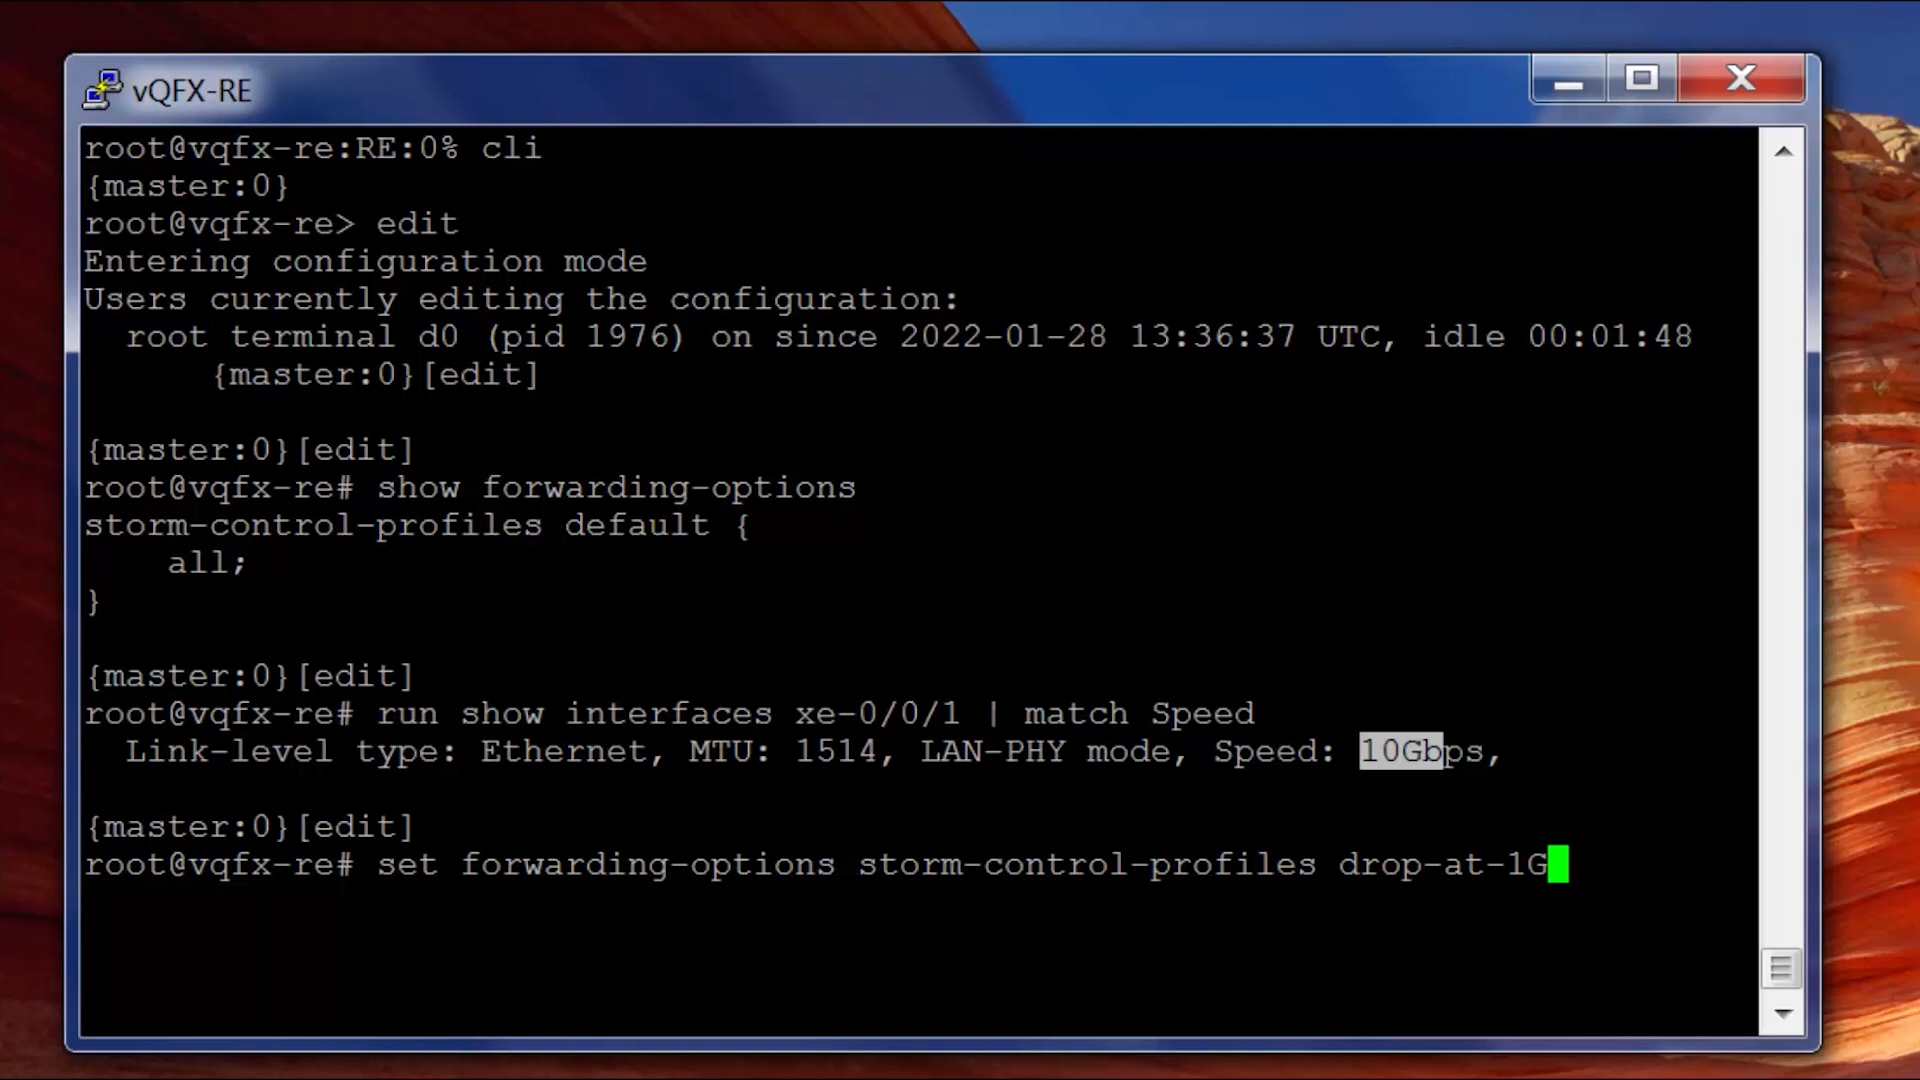 vQFX-RE
root@vqfx-re:RE:0% cli
{master:0}
root@vqfx-re> edit
Entering configuration mode
Users currently editing the configuration:
  root terminal d0 (pid 1976) on since 2022-01-28 13:36:37 UTC, idle 00:01:48
      {master:0}[edit]
{master:0}[edit]
root@vqfx-re# show forwarding-options
storm-control-profiles default {
    all;
}
{master:0}[edit]
root@vqfx-re# run show interfaces xe-0/0/1 | match Speed
  Link-level type: Ethernet, MTU: 1514, LAN-PHY mode, Speed: 10Gbps,
{master:0}[edit]
root@vqfx-re# set forwarding-options storm-control-profiles drop-at-1G